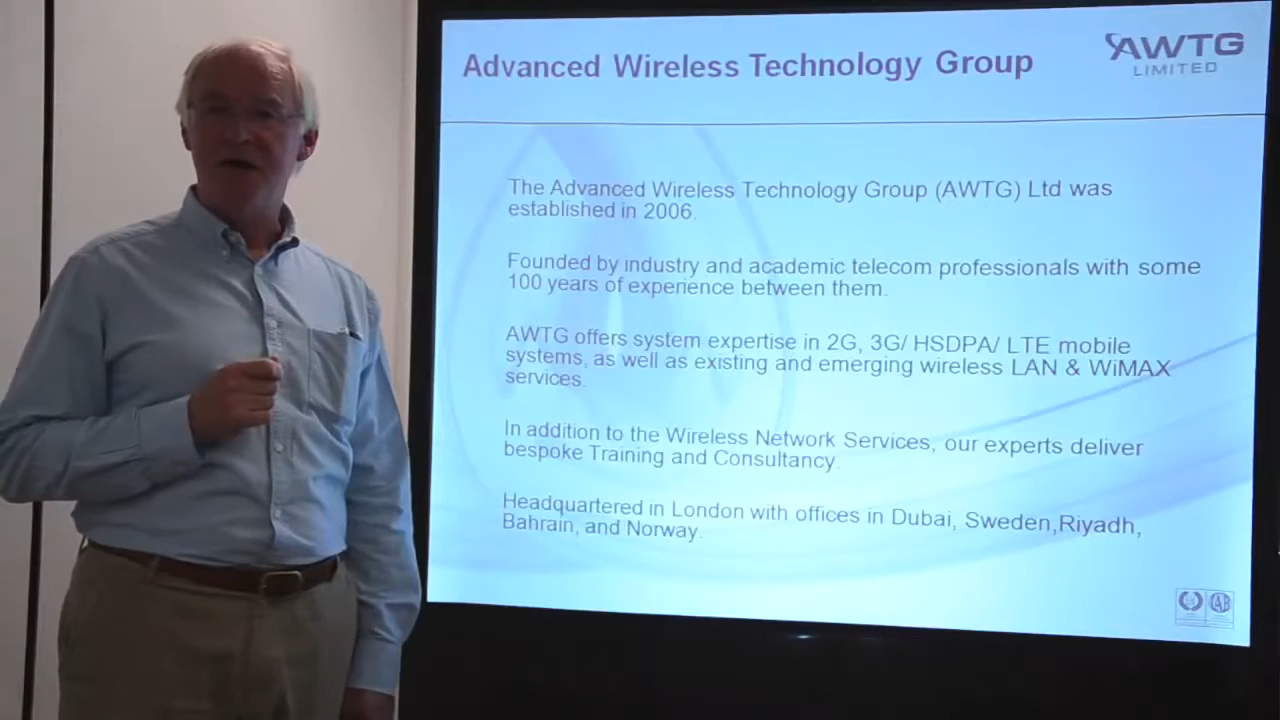 Advanced Wireless Technology Group
AWTG
LIMITED
The Advanced Wireless Technology Group (AWTG) Ltd was
established in 2006.
Founded by industry and academic telecom professionals with some
100 years of experience between them.
AWTG offers system expertise in 2G, 3G/ HSDPA/ LTE mobile
systems, as well as existing and emerging wireless LAN & WiMAX
services.
In addition to the Wireless Network Services, our experts deliver
bespoke Training and Consultancy.
Headquartered in London with offices in Dubai, Sweden,Riyadh,
Bahrain, and Norway.
CAB